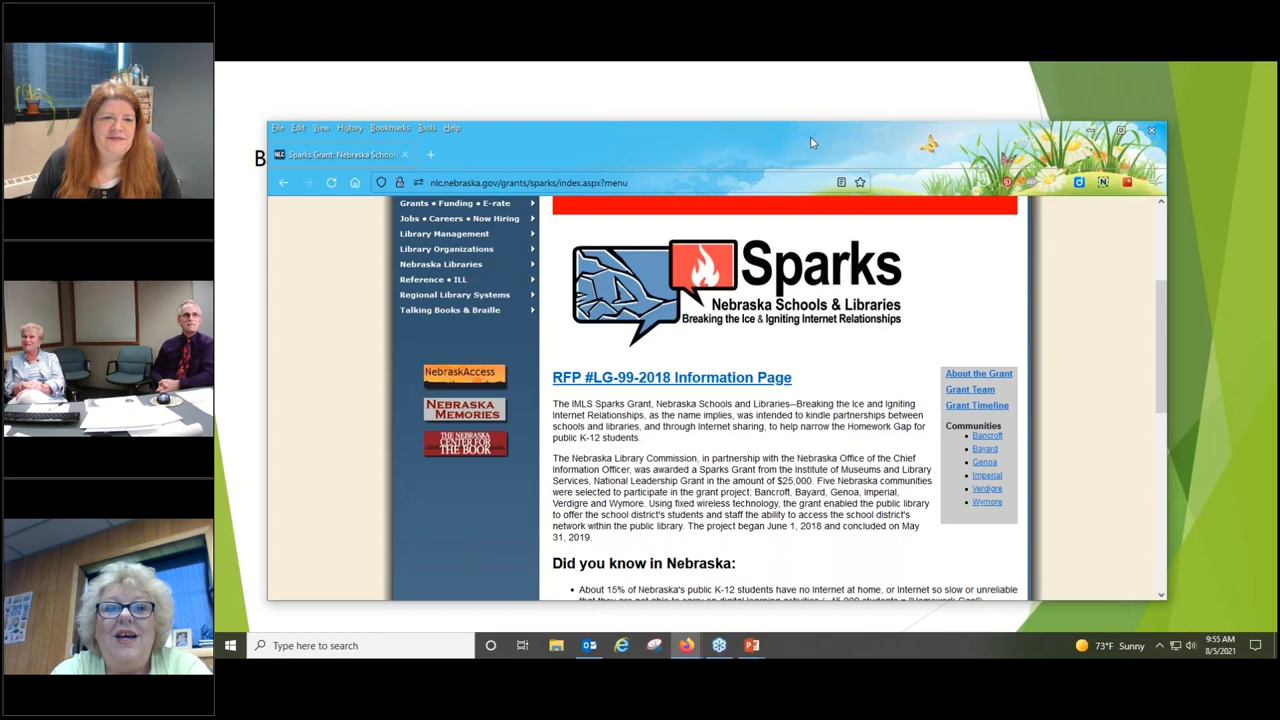 B
File Edit View History Bookmarks Tools Help
NLC Sparks Grant: Nebraska School
nlc.nebraska.gov/grants/sparks/index.aspx?menu
Grants • Funding • E-rate
Jobs • Careers • Now Hiring
Library Management
Library Organizations
Nebraska Libraries
Reference • ILL
Regional Library Systems
Talking Books & Braille
NebraskAccess
NEBRASKA
MEMORIES
THE NEBRASKA
CENTER FOR
THE BOOK
Sparks
Nebraska Schools & Libraries
Breaking the Ice & Igniting Internet Relationships
RFP #LG-99-2018 Information Page
The IMLS Sparks Grant, Nebraska Schools and Libraries--Breaking the Ice and Igniting
Internet Relationships, as the name implies, was intended to kindle partnerships between
schools and libraries, and through Internet sharing, to help narrow the Homework Gap for
public K-12 students.
The Nebraska Library Commission, in partnership with the Nebraska Office of the Chief
Information Officer, was awarded a Sparks Grant from the Institute of Museums and Library
Services, National Leadership Grant in the amount of $25,000. Five Nebraska communities
were selected to participate in the grant project; Bancroft, Bayard, Genoa, Imperial,
Verdigre and Wymore. Using fixed wireless technology, the grant enabled the public library
to offer the school district's students and staff the ability to access the school district's
network within the public library. The project began June 1, 2018 and concluded on May
31, 2019.
Did you know in Nebraska:
• About 15% of Nebraska's public K-12 students have no Internet at home, or Internet so slow or unreliable
About the Grant
Grant Team
Grant Timeline
Communities
• Bancroft
• Bayard
• Genoa
• Imperial
• Verdigre
• Wymore
Type here to search
73°F Sunny
9:55 AM
8/5/2021